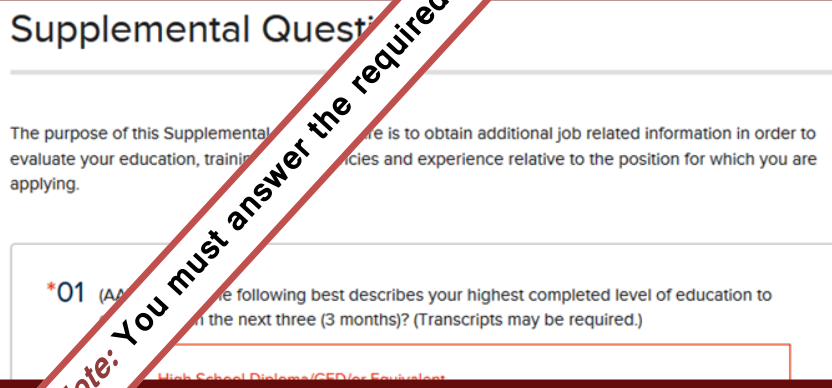 Supplemental Questi
The purpose of this Supplemental re is to obtain additional job related information in order to
evaluate your education, trainin cies and experience relative to the position for which you are
applying.
*01 (AA e following best describes your highest completed level of education to
n the next three (3 months)? (Transcripts may be required.)
High School Diploma/GED/or Equivalent
ote: You must answer the required